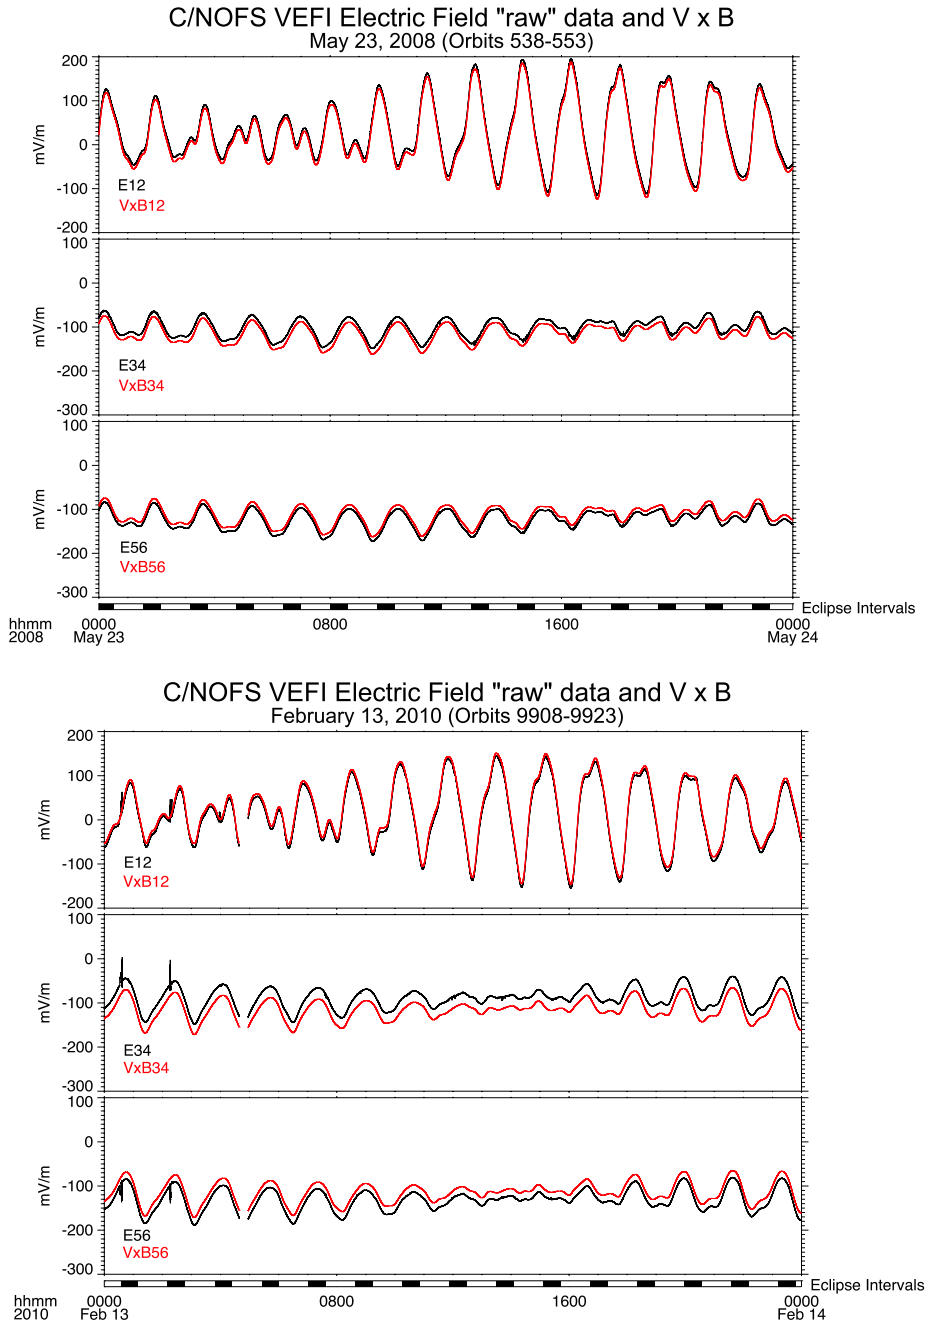 C/NOFS VEFI Electric Field "raw" data and V x B
May 23, 2008 (Orbits 538-553)
200
100
0
-100
-200
mV/m
E12
VxB12
100
0
-100
-200
-300
mV/m
E34
VxB34
100
0
-100
-200
-300
mV/m
E56
VxB56
Eclipse Intervals
hhmm 0000 0800 1600 0000
2008 May 23 May 24
C/NOFS VEFI Electric Field "raw" data and V x B
February 13, 2010 (Orbits 9908-9923)
200
100
0
-100
-200
mV/m
E12
VxB12
100
0
-100
-200
-300
mV/m
E34
VxB34
100
0
-100
-200
-300
mV/m
E56
VxB56
Eclipse Intervals
hhmm 0000 0800 1600 0000
2010 Feb 13 Feb 14